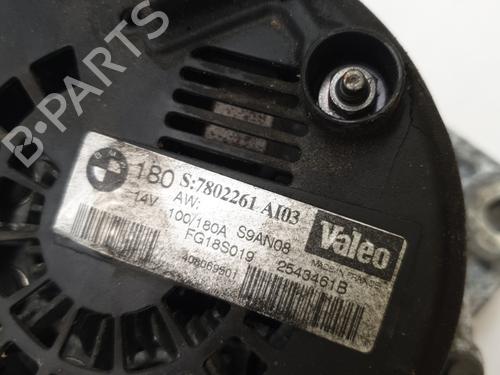 180 S:7802261 AI03
14V AW:
100/180A S9AN08
FG18S019 2543461B
Valeo
MADE IN FRANCE
B-PARTS